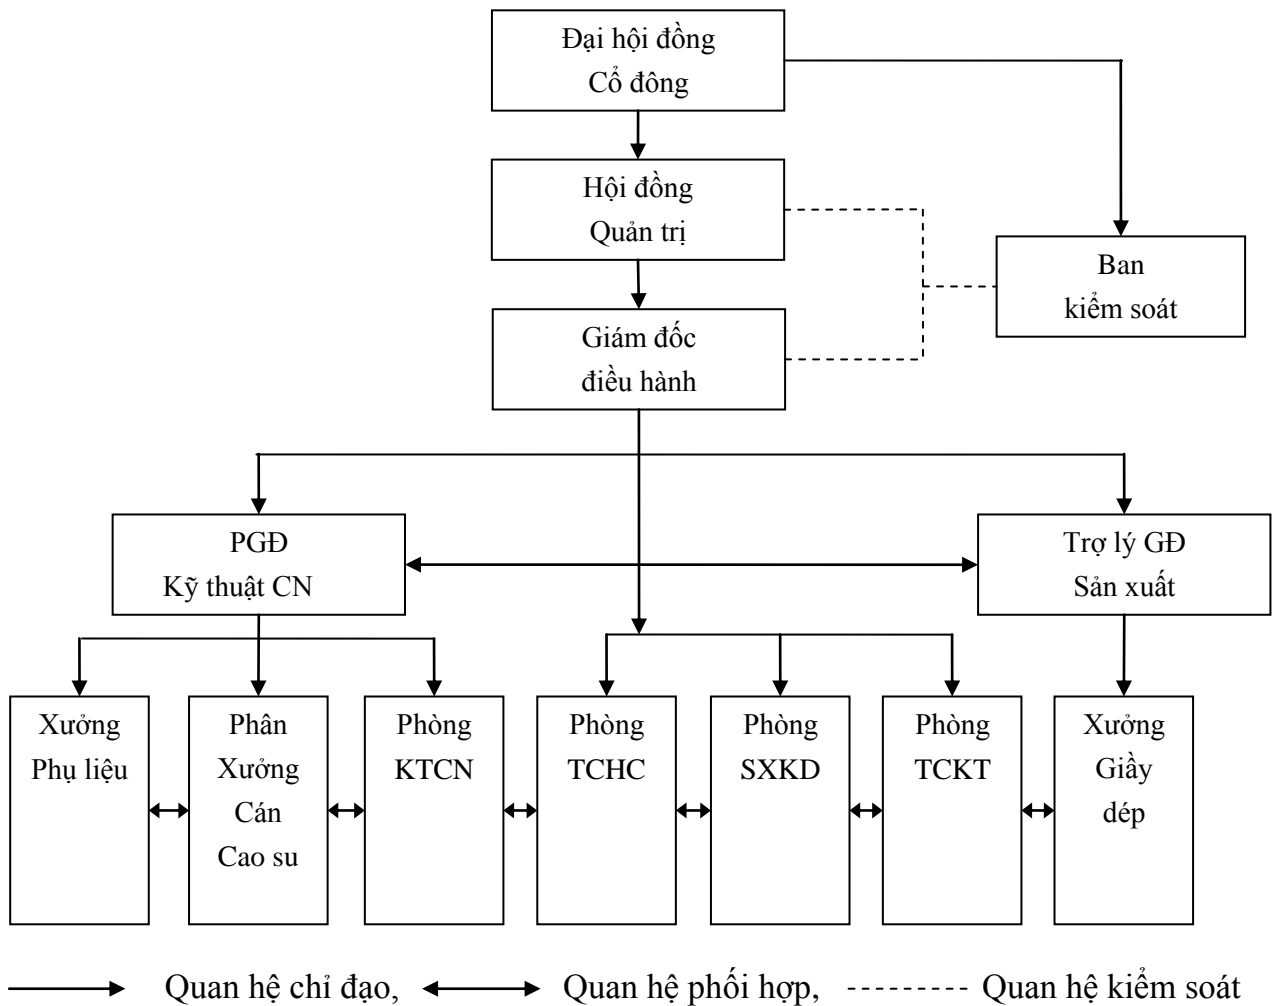 Đại hội đồng
Cổ đông
Hội đồng
Quản trị
Ban
kiểm soát
Giám đốc
điều hành
PGĐ
Kỹ thuật CN
Trợ lý GĐ
Sản xuất
Xưởng
Phụ liệu
Phân
Xưởng
Cán
Cao su
Phòng
KTCN
Phòng
TCHC
Phòng
SXKD
Phòng
TCKT
Xưởng
Giầy
dép
Quan hệ chỉ đạo, Quan hệ phối hợp, Quan hệ kiểm soát